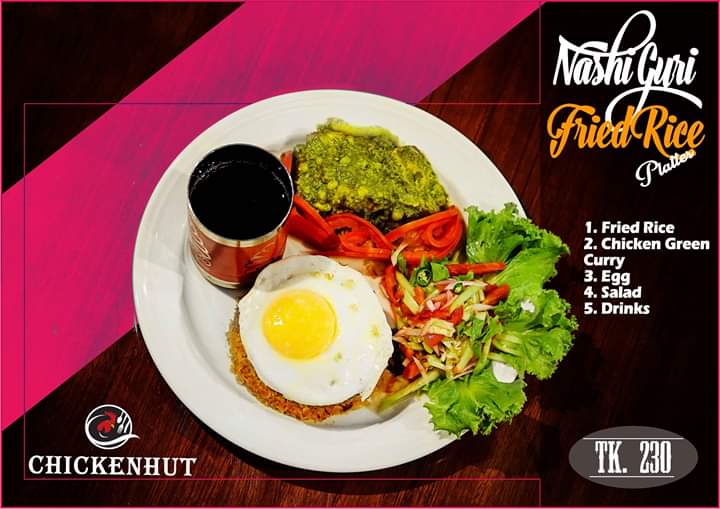 Nashi Guri
Fried Rice
Platter
1. Fried Rice
2. Chicken Green
Curry
3. Egg
4. Salad
5. Drinks
CHICKENHUT
TK. 230